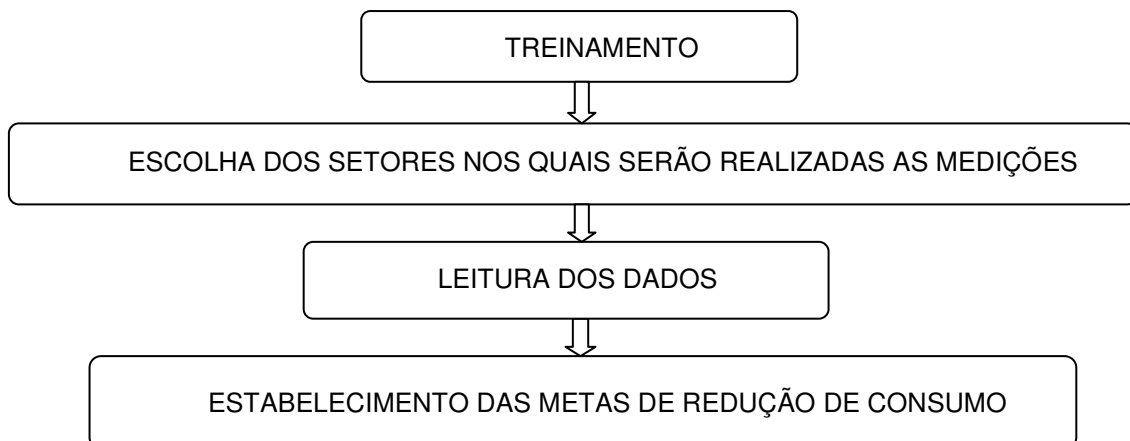 TREINAMENTO
ESCOLHA DOS SETORES NOS QUAIS SERÃO REALIZADAS AS MEDIÇÕES
LEITURA DOS DADOS
ESTABELECIMENTO DAS METAS DE REDUÇÃO DE CONSUMO